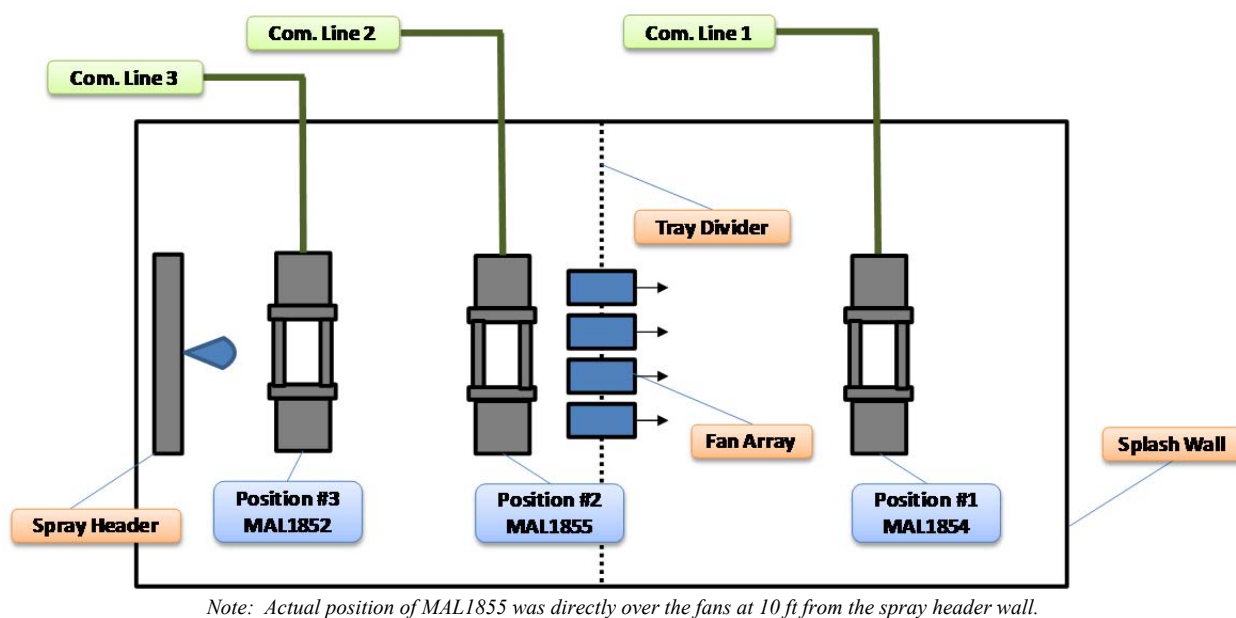 Com. Line 2
Com. Line 1
Com. Line 3
Tray Divider
Fan Array
Splash Wall
Position #3
MAL1852
Position #2
MAL1855
Position #1
MAL1854
Spray Header
Note:  Actual position of MAL1855 was directly over the fans at 10 ft from the spray header wall.